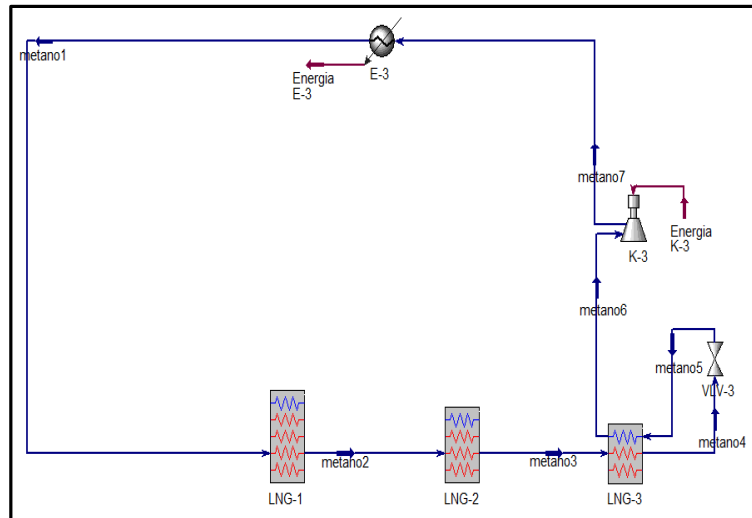 metano1
Energia
E-3
E-3
metano7
Energia
K-3
K-3
metano6
metano5
VLV-3
metano4
metano2
metano3
LNG-1
LNG-2
LNG-3